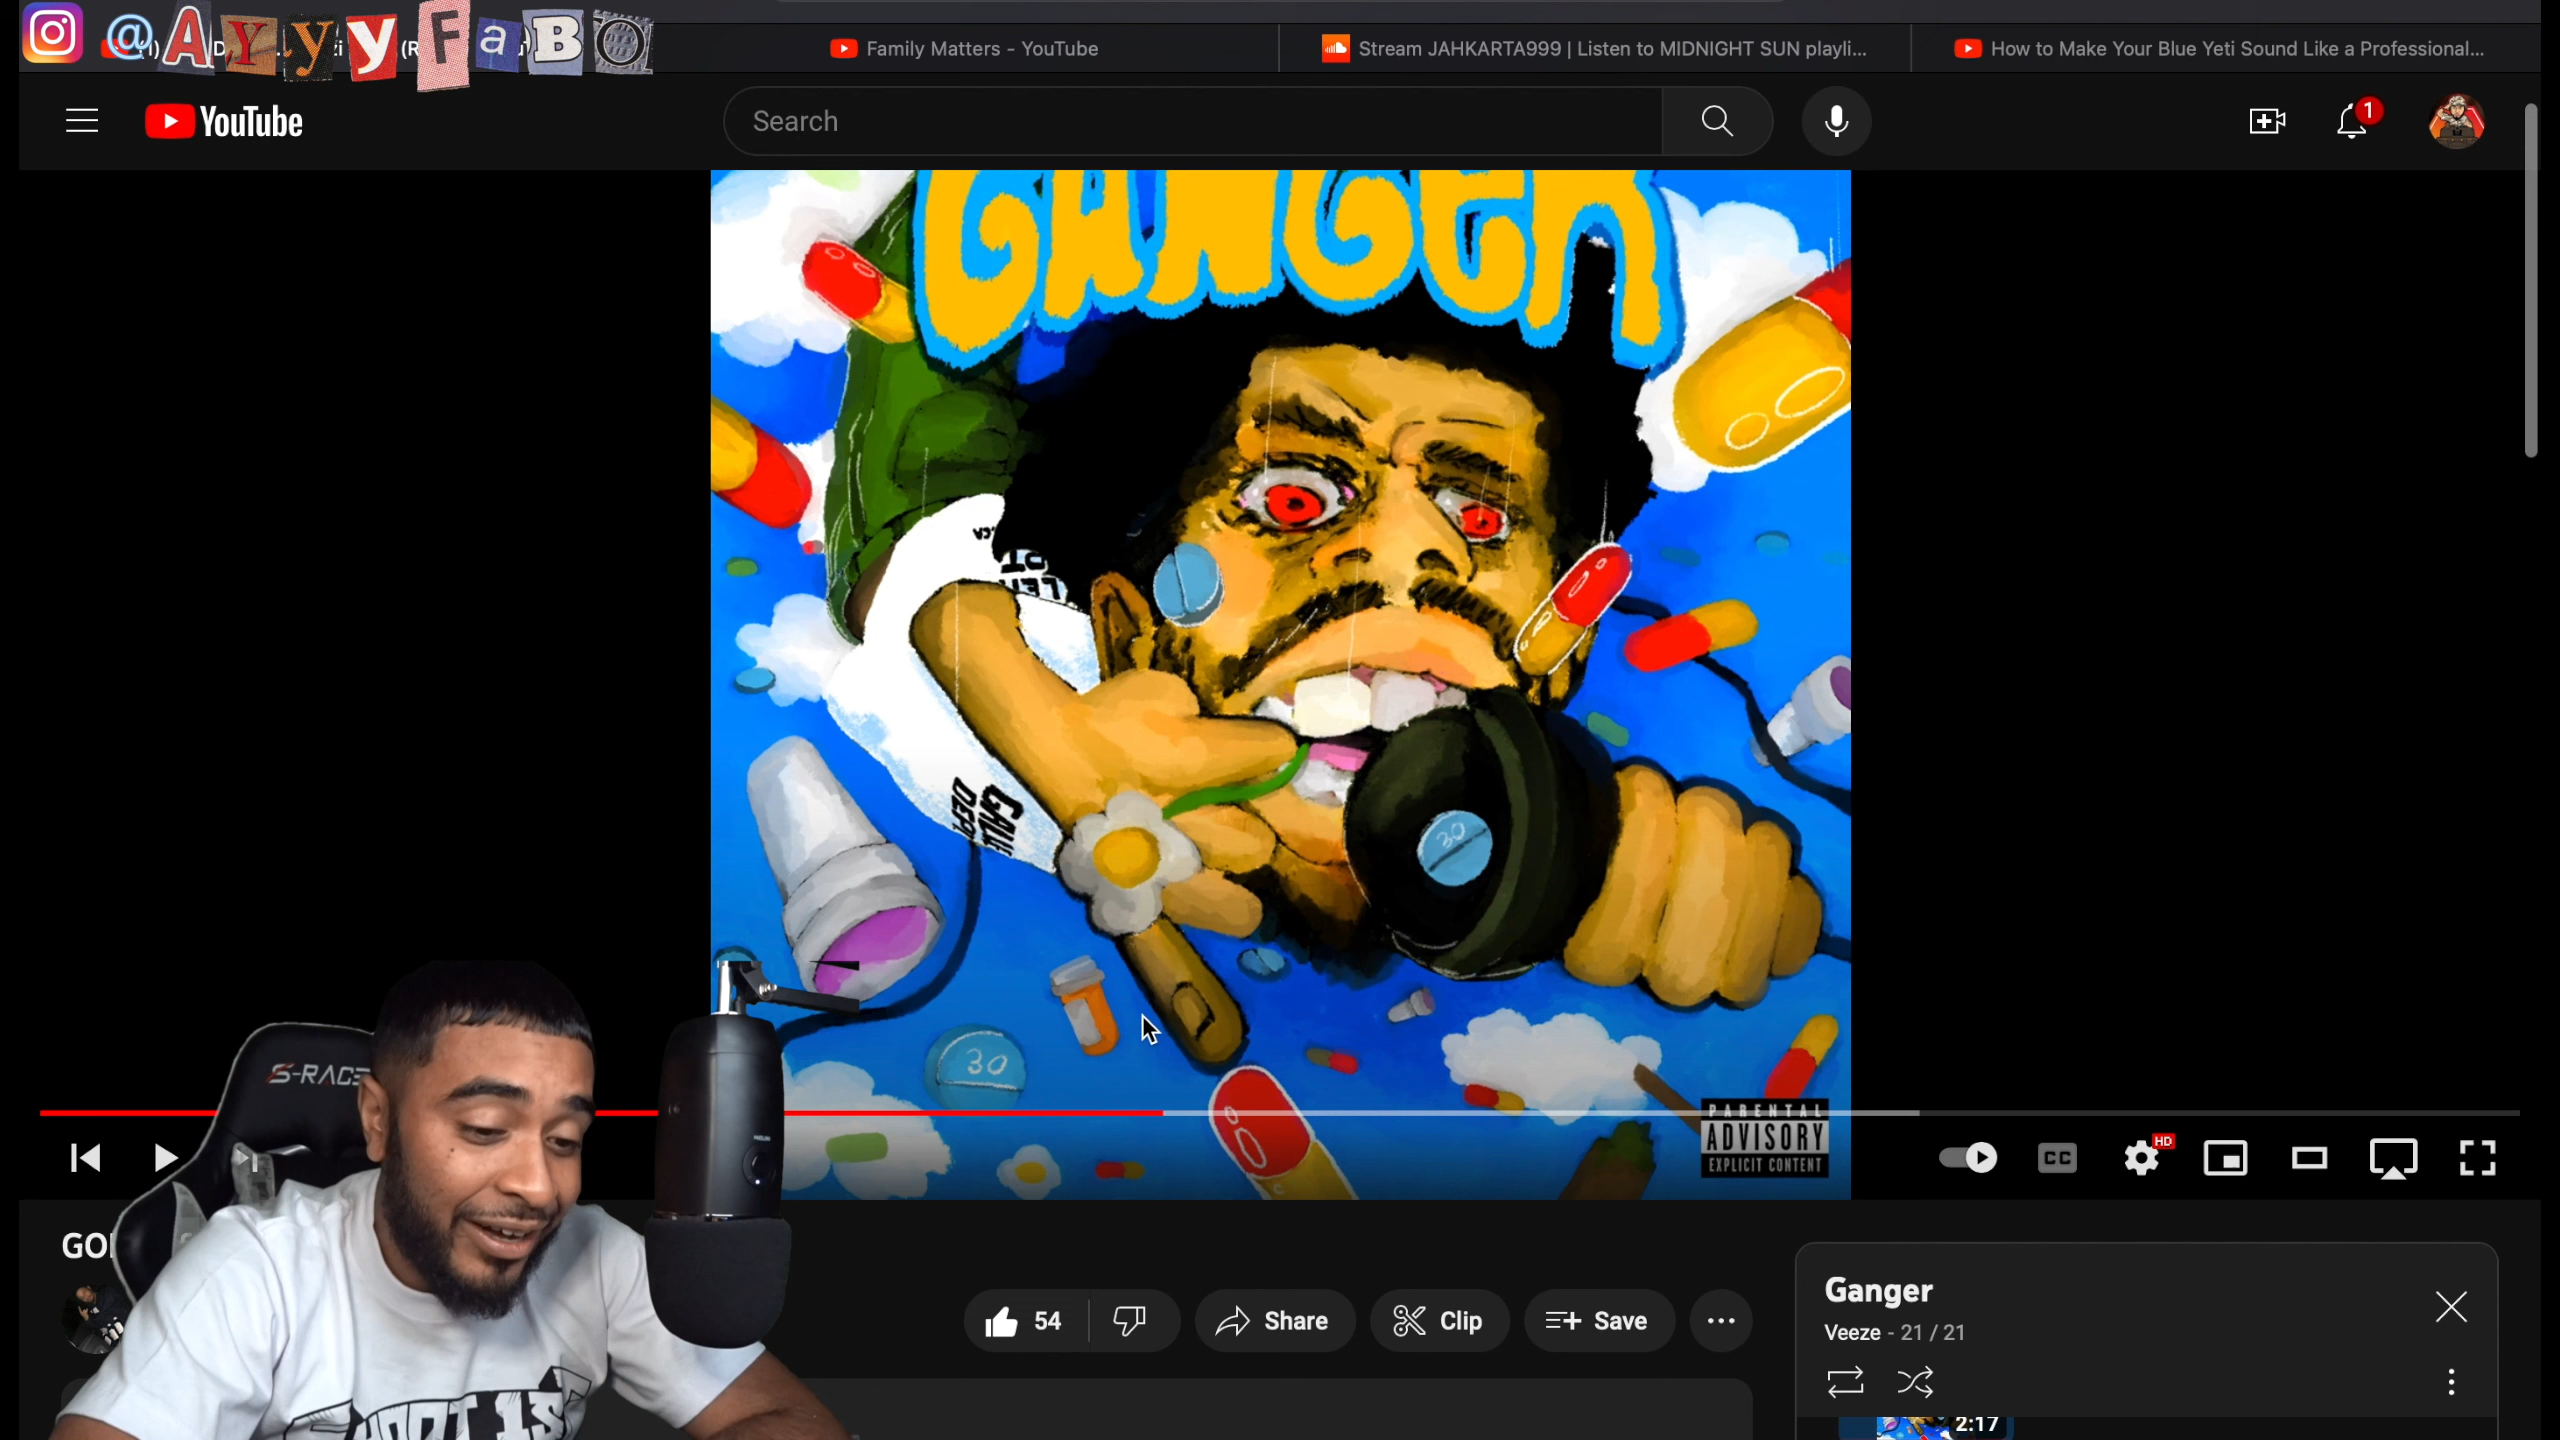 @AyyyFaBO
Family Matters - YouTube
Stream JAHKARTA999 | Listen to MIDNIGHT SUN playli...
How to Make Your Blue Yeti Sound Like a Professional...
YouTube
Search
1
GANGER
30
30
PARENTAL
ADVISORY
EXPLICIT CONTENT
S-RACE
CC
HD
54
Share
Clip
Save
Ganger
Veeze - 21 / 21
2:17